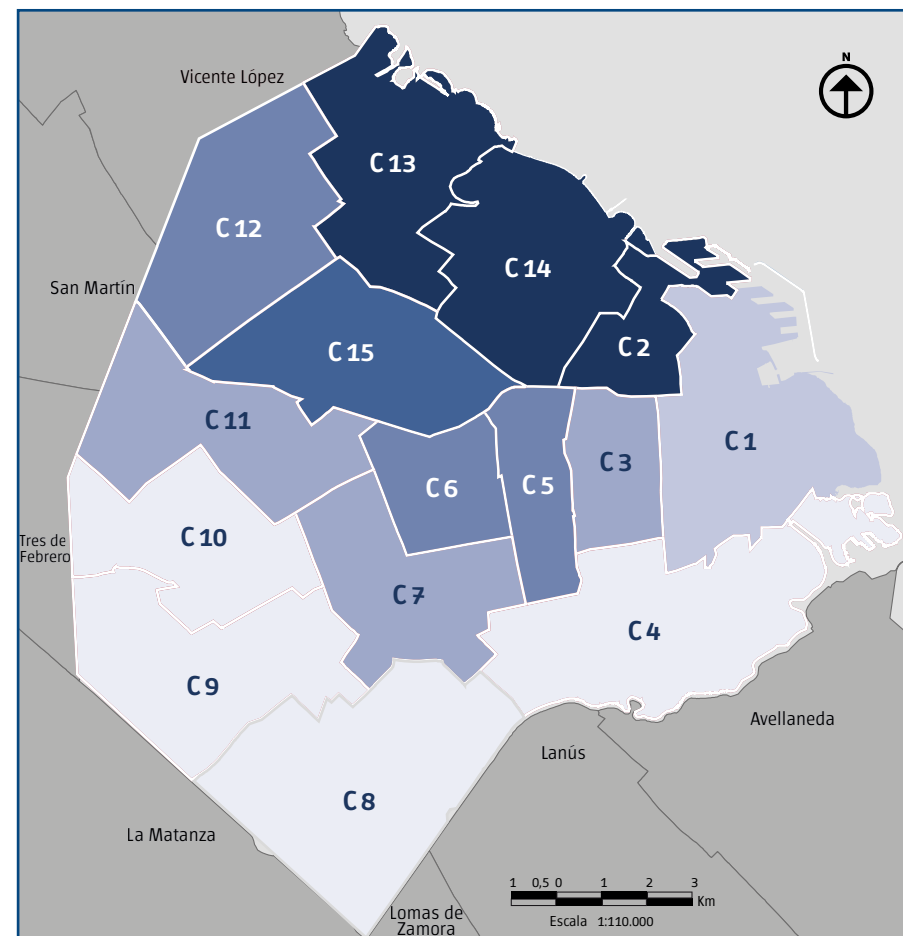 N
Vicente López
C 13
C 12
C 14
San Martín
C 15
C 2
C 11
C 1
C 3
C 6
C 5
C 10
Tres de
Febrero
C 7
C 4
C 9
Avellaneda
Lanús
C 8
La Matanza
1 0,5 0 1 2 3
Km
Escala 1:110.000
Lomas de
Zamora